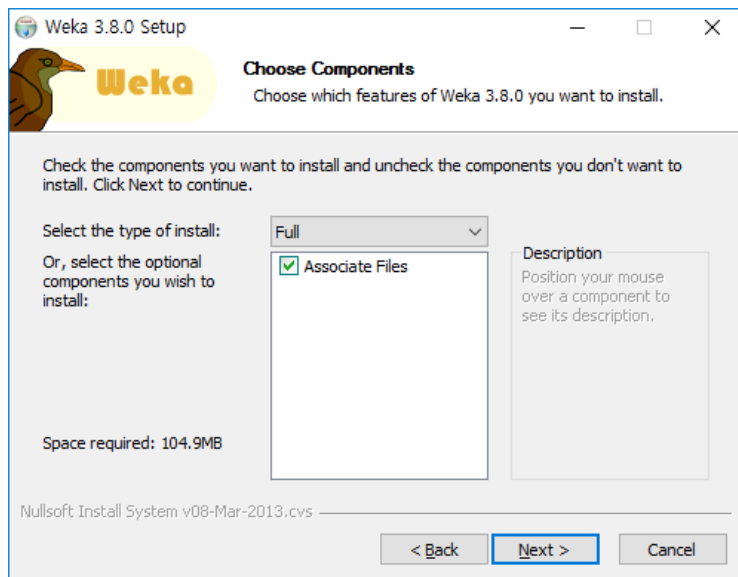 Weka 3.8.0 Setup
Weka
Choose Components
Choose which features of Weka 3.8.0 you want to install.
Check the components you want to install and uncheck the components you don't want to
install. Click Next to continue.
Select the type of install:
Full
Or, select the optional
components you wish to
install:
Associate Files
Description
Position your mouse
over a component to
see its description.
Space required: 104.9MB
Nullsoft Install System v08-Mar-2013.cvs
< Back
Next >
Cancel